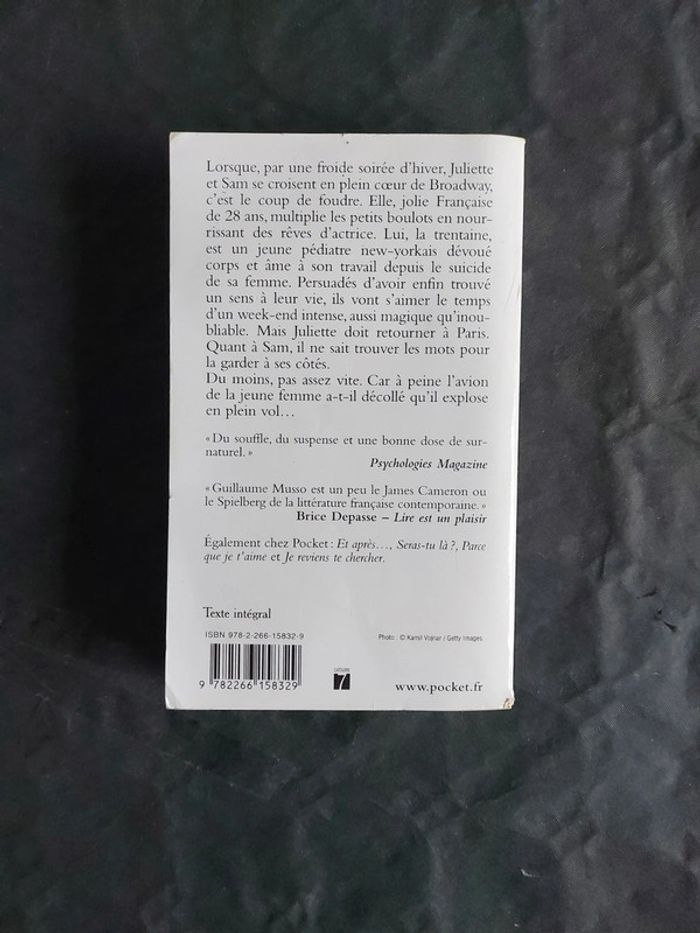 Lorsque, par une froide soirée d'hiver, Juliette
et Sam se croisent en plein cœur de Broadway,
c'est le coup de foudre. Elle, jolie Française
de 28 ans, multiplie les petits boulots en nour-
rissant des rêves d'actrice. Lui, la trentaine,
est un jeune pédiatre new-yorkais dévoué
corps et âme à son travail depuis le suicide
de sa femme. Persuadés d'avoir enfin trouvé
un sens à leur vie, ils vont s'aimer le temps
d'un week-end intense, aussi magique qu'inou-
bliable. Mais Juliette doit retourner à Paris.
Quant à Sam, il ne sait trouver les mots pour
la garder à ses côtés.
Du moins, pas assez vite. Car à peine l'avion
de la jeune femme a-t-il décollé qu'il explose
en plein vol…
« Du souffle, du suspense et une bonne dose de sur-
naturel. »
Psychologies Magazine
« Guillaume Musso est un peu le James Cameron ou
le Spielberg de la littérature française contemporaine. »
Brice Depasse – Lire est un plaisir
Également chez Pocket : Et après…, Seras-tu là ?, Parce
que je t'aime et Je reviens te chercher.
Texte intégral
ISBN 978-2-266-15832-9
Photo : © Kamil Vojnar / Getty Images
9 782266 158329
CATÉGORIE
7
www.pocket.fr